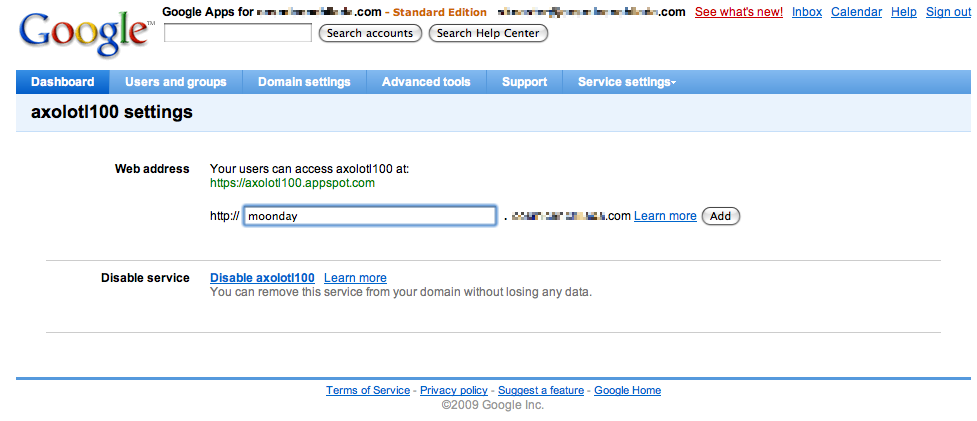 Google™
Google Apps for .com - Standard Edition .com See what's new! Inbox Calendar Help Sign out
Search accounts Search Help Center
Dashboard Users and groups Domain settings Advanced tools Support Service settings
axolotl100 settings
Web address Your users can access axolotl100 at:
https://axolotl100.appspot.com
http:// moonday . .com Learn more Add
Disable service Disable axolotl100 Learn more
You can remove this service from your domain without losing any data.
Terms of Service - Privacy policy - Suggest a feature - Google Home
©2009 Google Inc.